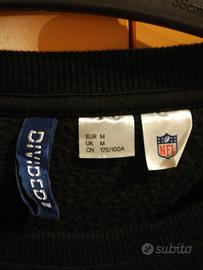 DIVIDED
EUR M
UK M
CN 175/100A
NFL
subito